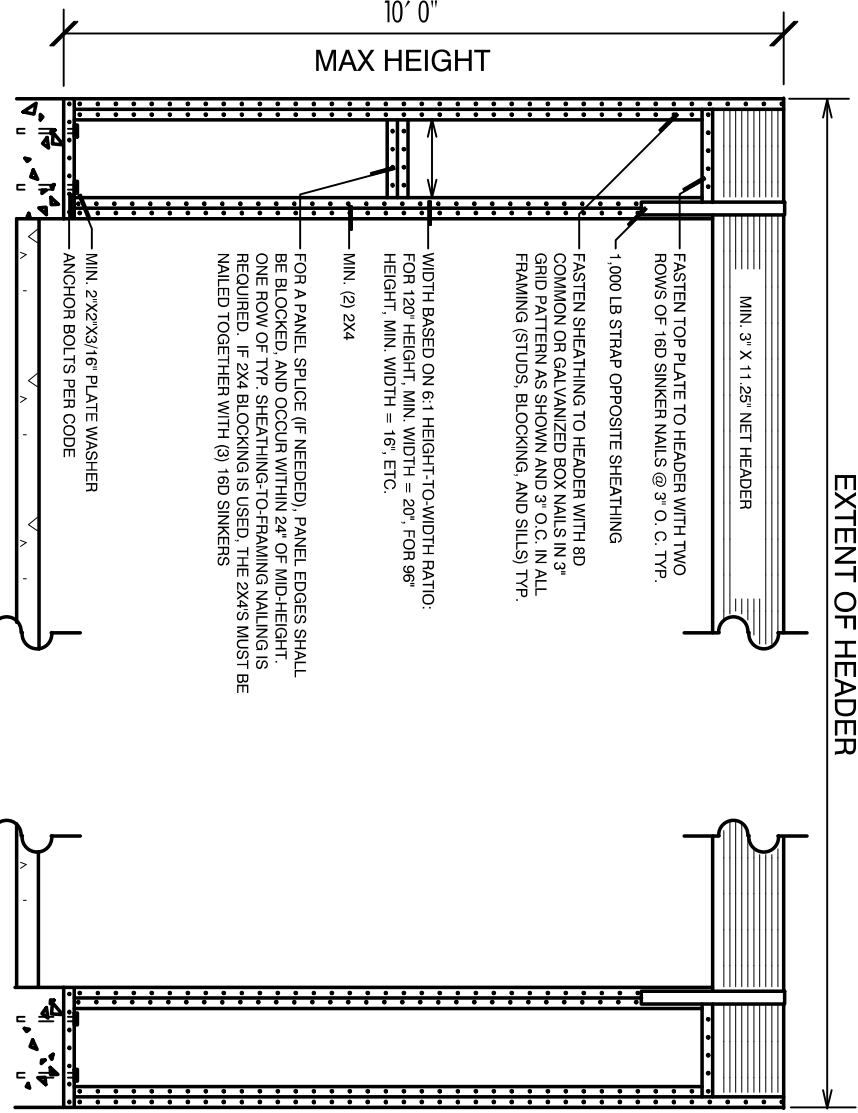 EXTENT OF HEADER
10' 0"
MAX HEIGHT
MIN. 3" X 11.25" NET HEADER
FASTEN TOP PLATE TO HEADER WITH TWO
ROWS OF 16D SINKER NAILS @ 3" O. C. TYP.
1,000 LB STRAP OPPOSITE SHEATHING
FASTEN SHEATHING TO HEADER WITH 8D
COMMON OR GALVANIZED BOX NAILS IN 3"
GRID PATTERN AS SHOWN AND 3" O.C. IN ALL
FRAMING (STUDS, BLOCKING, AND SILLS) TYP.
WIDTH BASED ON 6:1 HEIGHT-TO-WIDTH RATIO:
FOR 120" HEIGHT, MIN. WIDTH = 20", FOR 96"
HEIGHT, MIN. WIDTH = 16", ETC.
MIN. (2) 2X4
FOR A PANEL SPLICE (IF NEEDED), PANEL EDGES SHALL
BE BLOCKED, AND OCCUR WITHIN 24" OF MID-HEIGHT.
ONE ROW OF TYP. SHEATHING-TO-FRAMING NAILING IS
REQUIRED. IF 2X4 BLOCKING IS USED, THE 2X4'S MUST BE
NAILED TOGETHER WITH (3) 16D SINKERS
MIN. 2"X2"X3/16" PLATE WASHER
ANCHOR BOLTS PER CODE